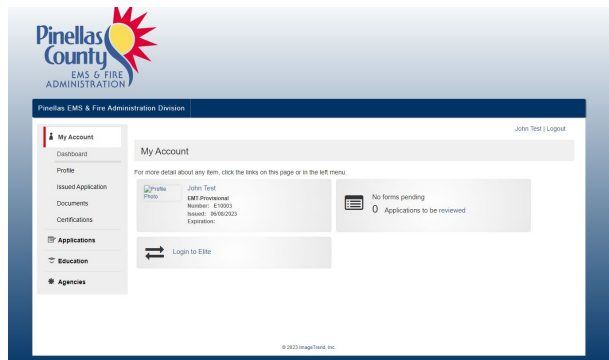 Pinellas
County
EMS & FIRE
ADMINISTRATION
Pinellas EMS & Fire Administration Division
John Test | Logout
My Account
Dashboard
Profile
Issued Application
Documents
Certifications
Applications
Education
Agencies
My Account
For more detail about any item, click the links on this page or in the left menu.
Profile
Photo
John Test
EMT-Provisional
Number: E10003
Issued: 06/08/2023
Expiration:
No forms pending
0 Applications to be reviewed
Login to Elite
© 2023 ImageTrend, Inc.